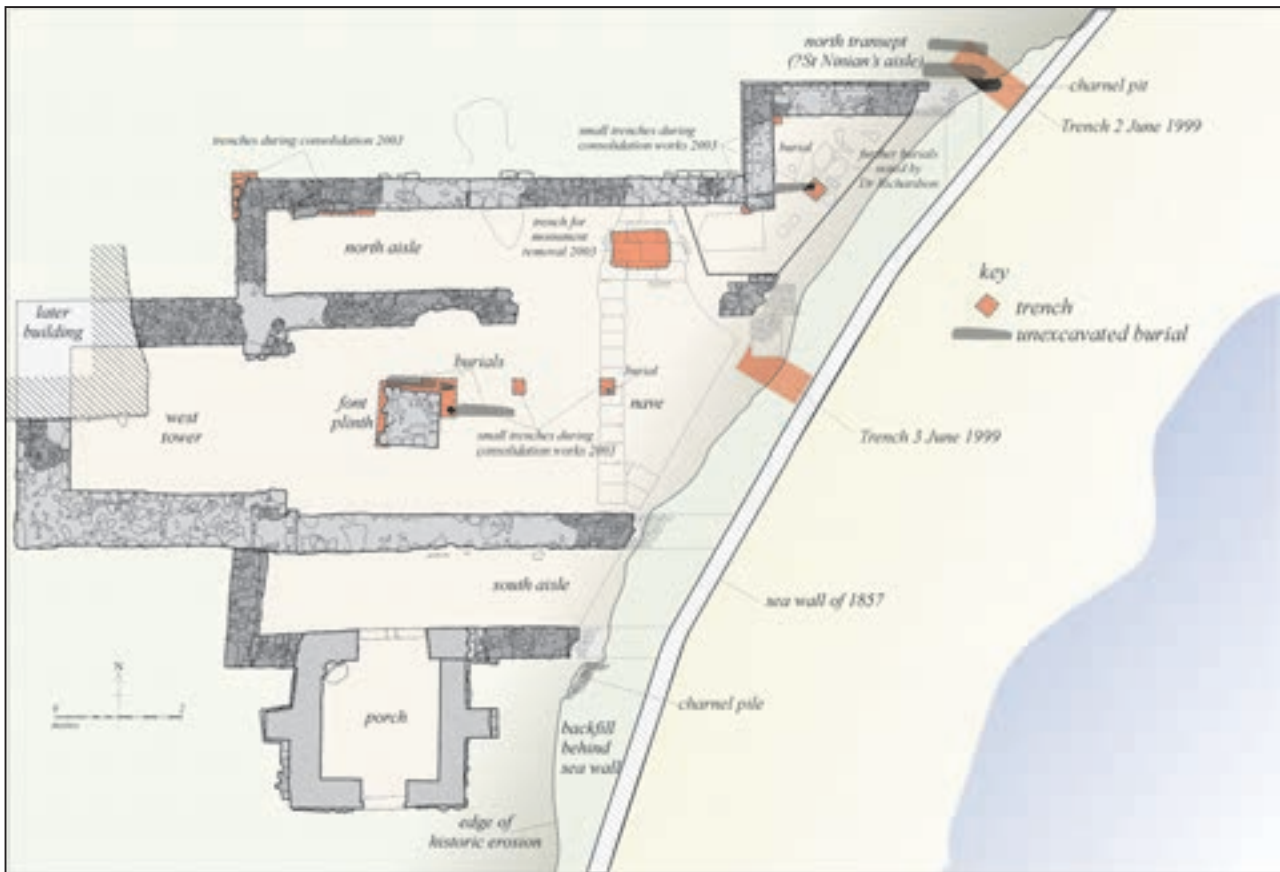 north transept
(?St Ninian's aisle)
charnel pit
Trench 2 June 1999
trenches during consolidation 2003
small trenches during
consolidation works 2003
burial
further burials
noted by
Dr Richardson
north aisle
trench for
monument
removal 2003
key
trench
unexcavated burial
later
building
burials
burial
font
plinth
nave
west
tower
small trenches during
consolidation works 2003
Trench 3 June 1999
south aisle
sea wall of 1857
N
metres
porch
charnel pile
backfill
behind
sea wall
edge of
historic erosion